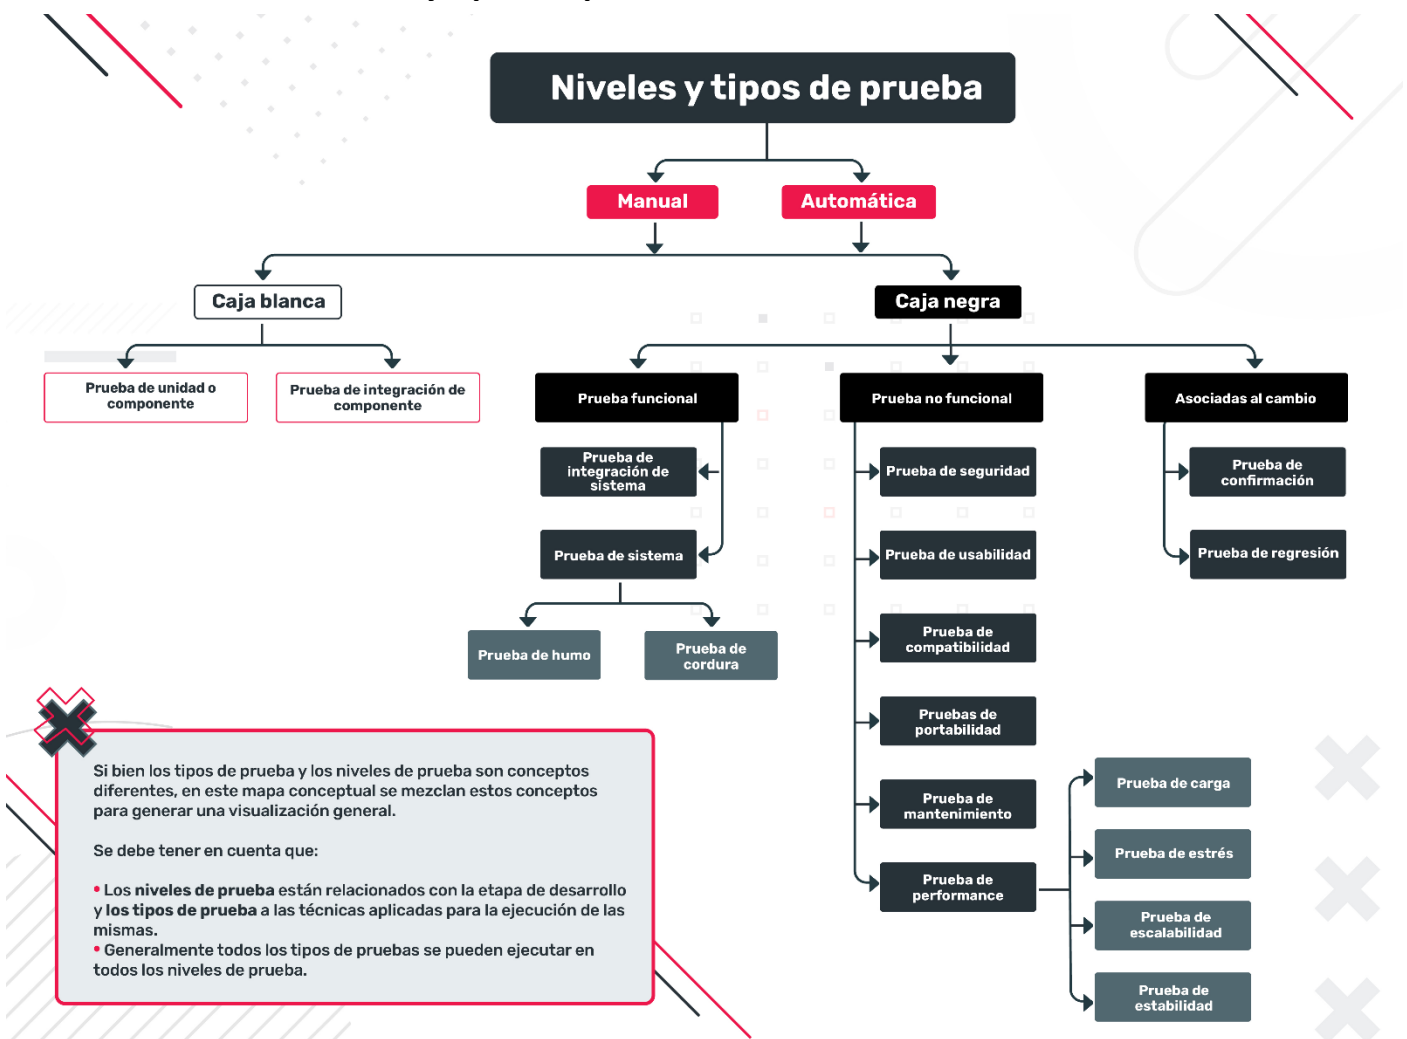 Niveles y tipos de prueba
Manual
Automática
Caja blanca
Caja negra
Prueba de unidad o
componente
Prueba de integración de
componente
Prueba funcional
Prueba no funcional
Asociadas al cambio
Prueba de
integración de
sistema
Prueba de seguridad
Prueba de
confirmación
Prueba de sistema
Prueba de usabilidad
Prueba de regresión
Prueba de humo
Prueba de
cordura
Prueba de
compatibilidad
Pruebas de
portabilidad
Prueba de
mantenimiento
Prueba de
performance
Prueba de carga
Prueba de estrés
Prueba de
escalabilidad
Prueba de
estabilidad
Si bien los tipos de prueba y los niveles de prueba son conceptos
diferentes, en este mapa conceptual se mezclan estos conceptos
para generar una visualización general.
Se debe tener en cuenta que:
• Los niveles de prueba están relacionados con la etapa de desarrollo
y los tipos de prueba a las técnicas aplicadas para la ejecución de las
mismas.
• Generalmente todos los tipos de pruebas se pueden ejecutar en
todos los niveles de prueba.